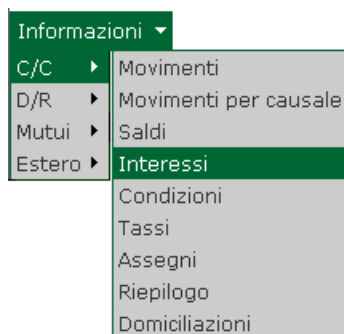 Informazioni
C/C
D/R
Mutui
Estero
Movimenti
Movimenti per causale
Saldi
Interessi
Condizioni
Tassi
Assegni
Riepilogo
Domiciliazioni